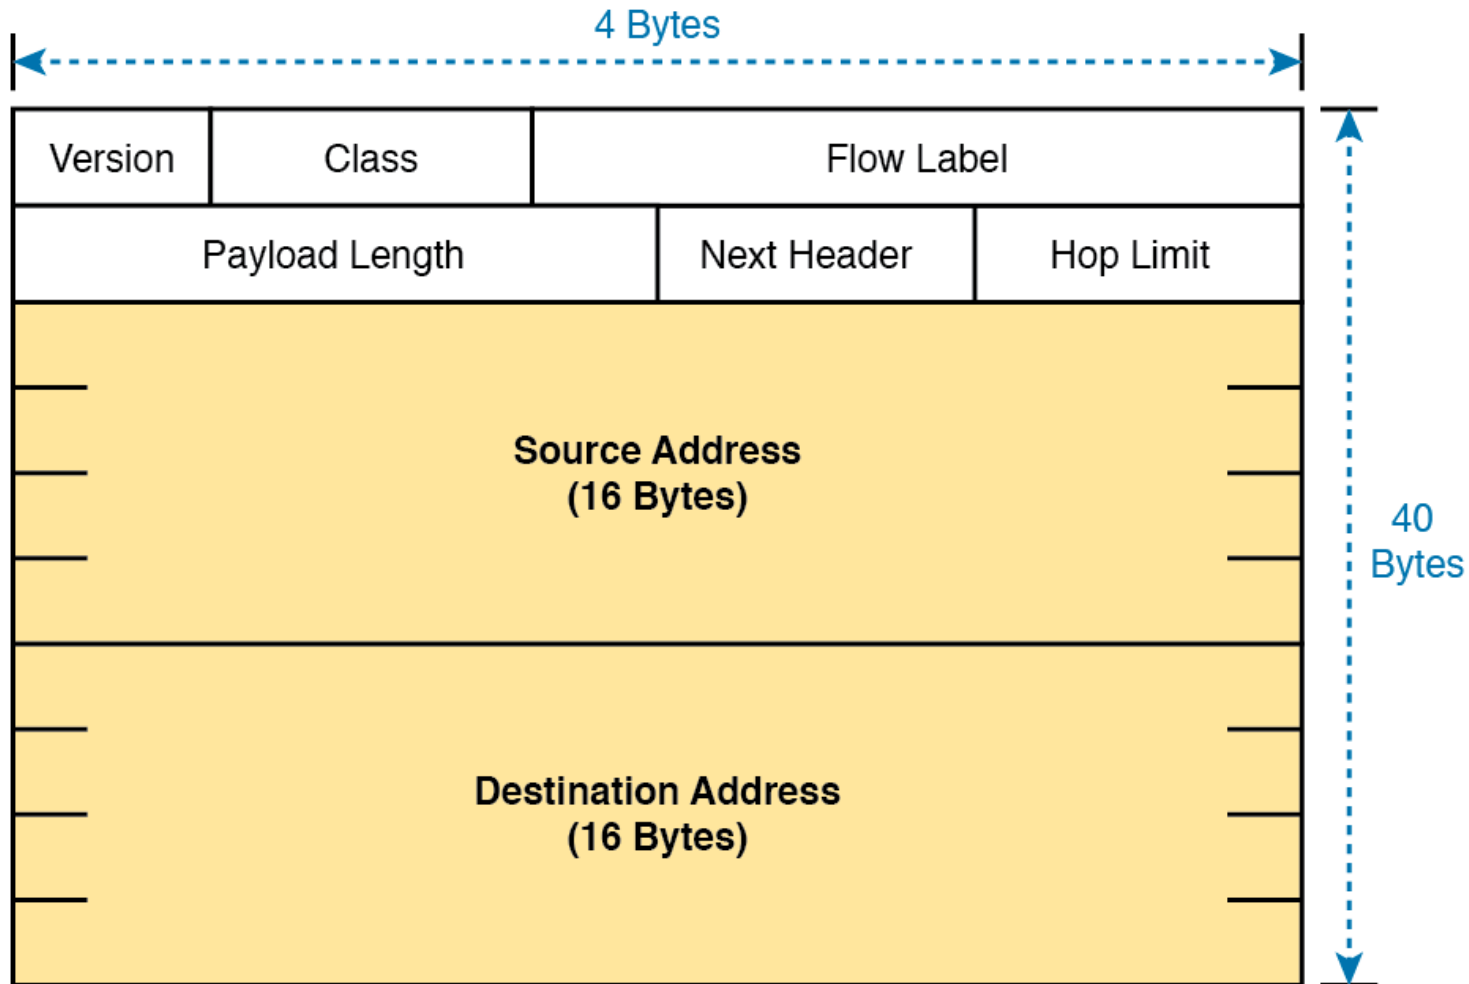 4 Bytes
Version
Class
Flow Label
Payload Length
Next Header
Hop Limit
Source Address
(16 Bytes)
40
Bytes
Destination Address
(16 Bytes)